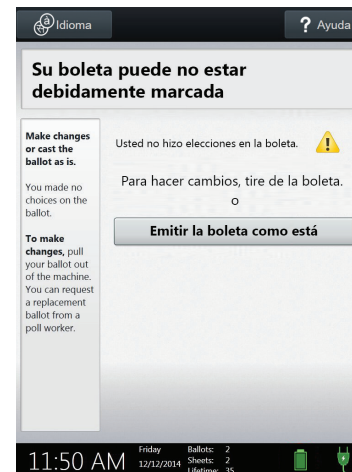 Idioma
? Ayuda
Su boleta puede no estar
debidamente marcada
Make changes
or cast the
ballot as is.
You made no
choices on the
ballot.
To make
changes, pull
your ballot out
of the machine.
You can request
a replacement
ballot from a
poll worker.
Usted no hizo elecciones en la boleta.
Para hacer cambios, tire de la boleta.
o
Emitir la boleta como está
11:50 AM
Friday
12/12/2014
Ballots: 2
Sheets: 2
Lifetime: 35